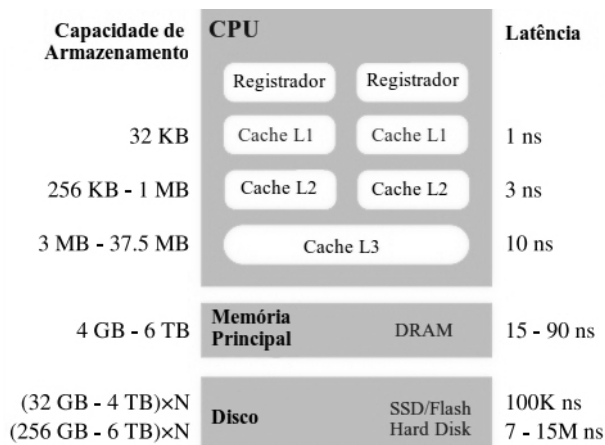 Capacidade de Armazenamento CPU Latência
Registrador Registrador
32 KB Cache L1 Cache L1 1 ns
256 KB - 1 MB Cache L2 Cache L2 3 ns
3 MB - 37.5 MB Cache L3 10 ns
4 GB - 6 TB Memória Principal DRAM 15 - 90 ns
(32 GB - 4 TB)×N Disco SSD/Flash 100K ns
(256 GB - 6 TB)×N Hard Disk 7 - 15M ns